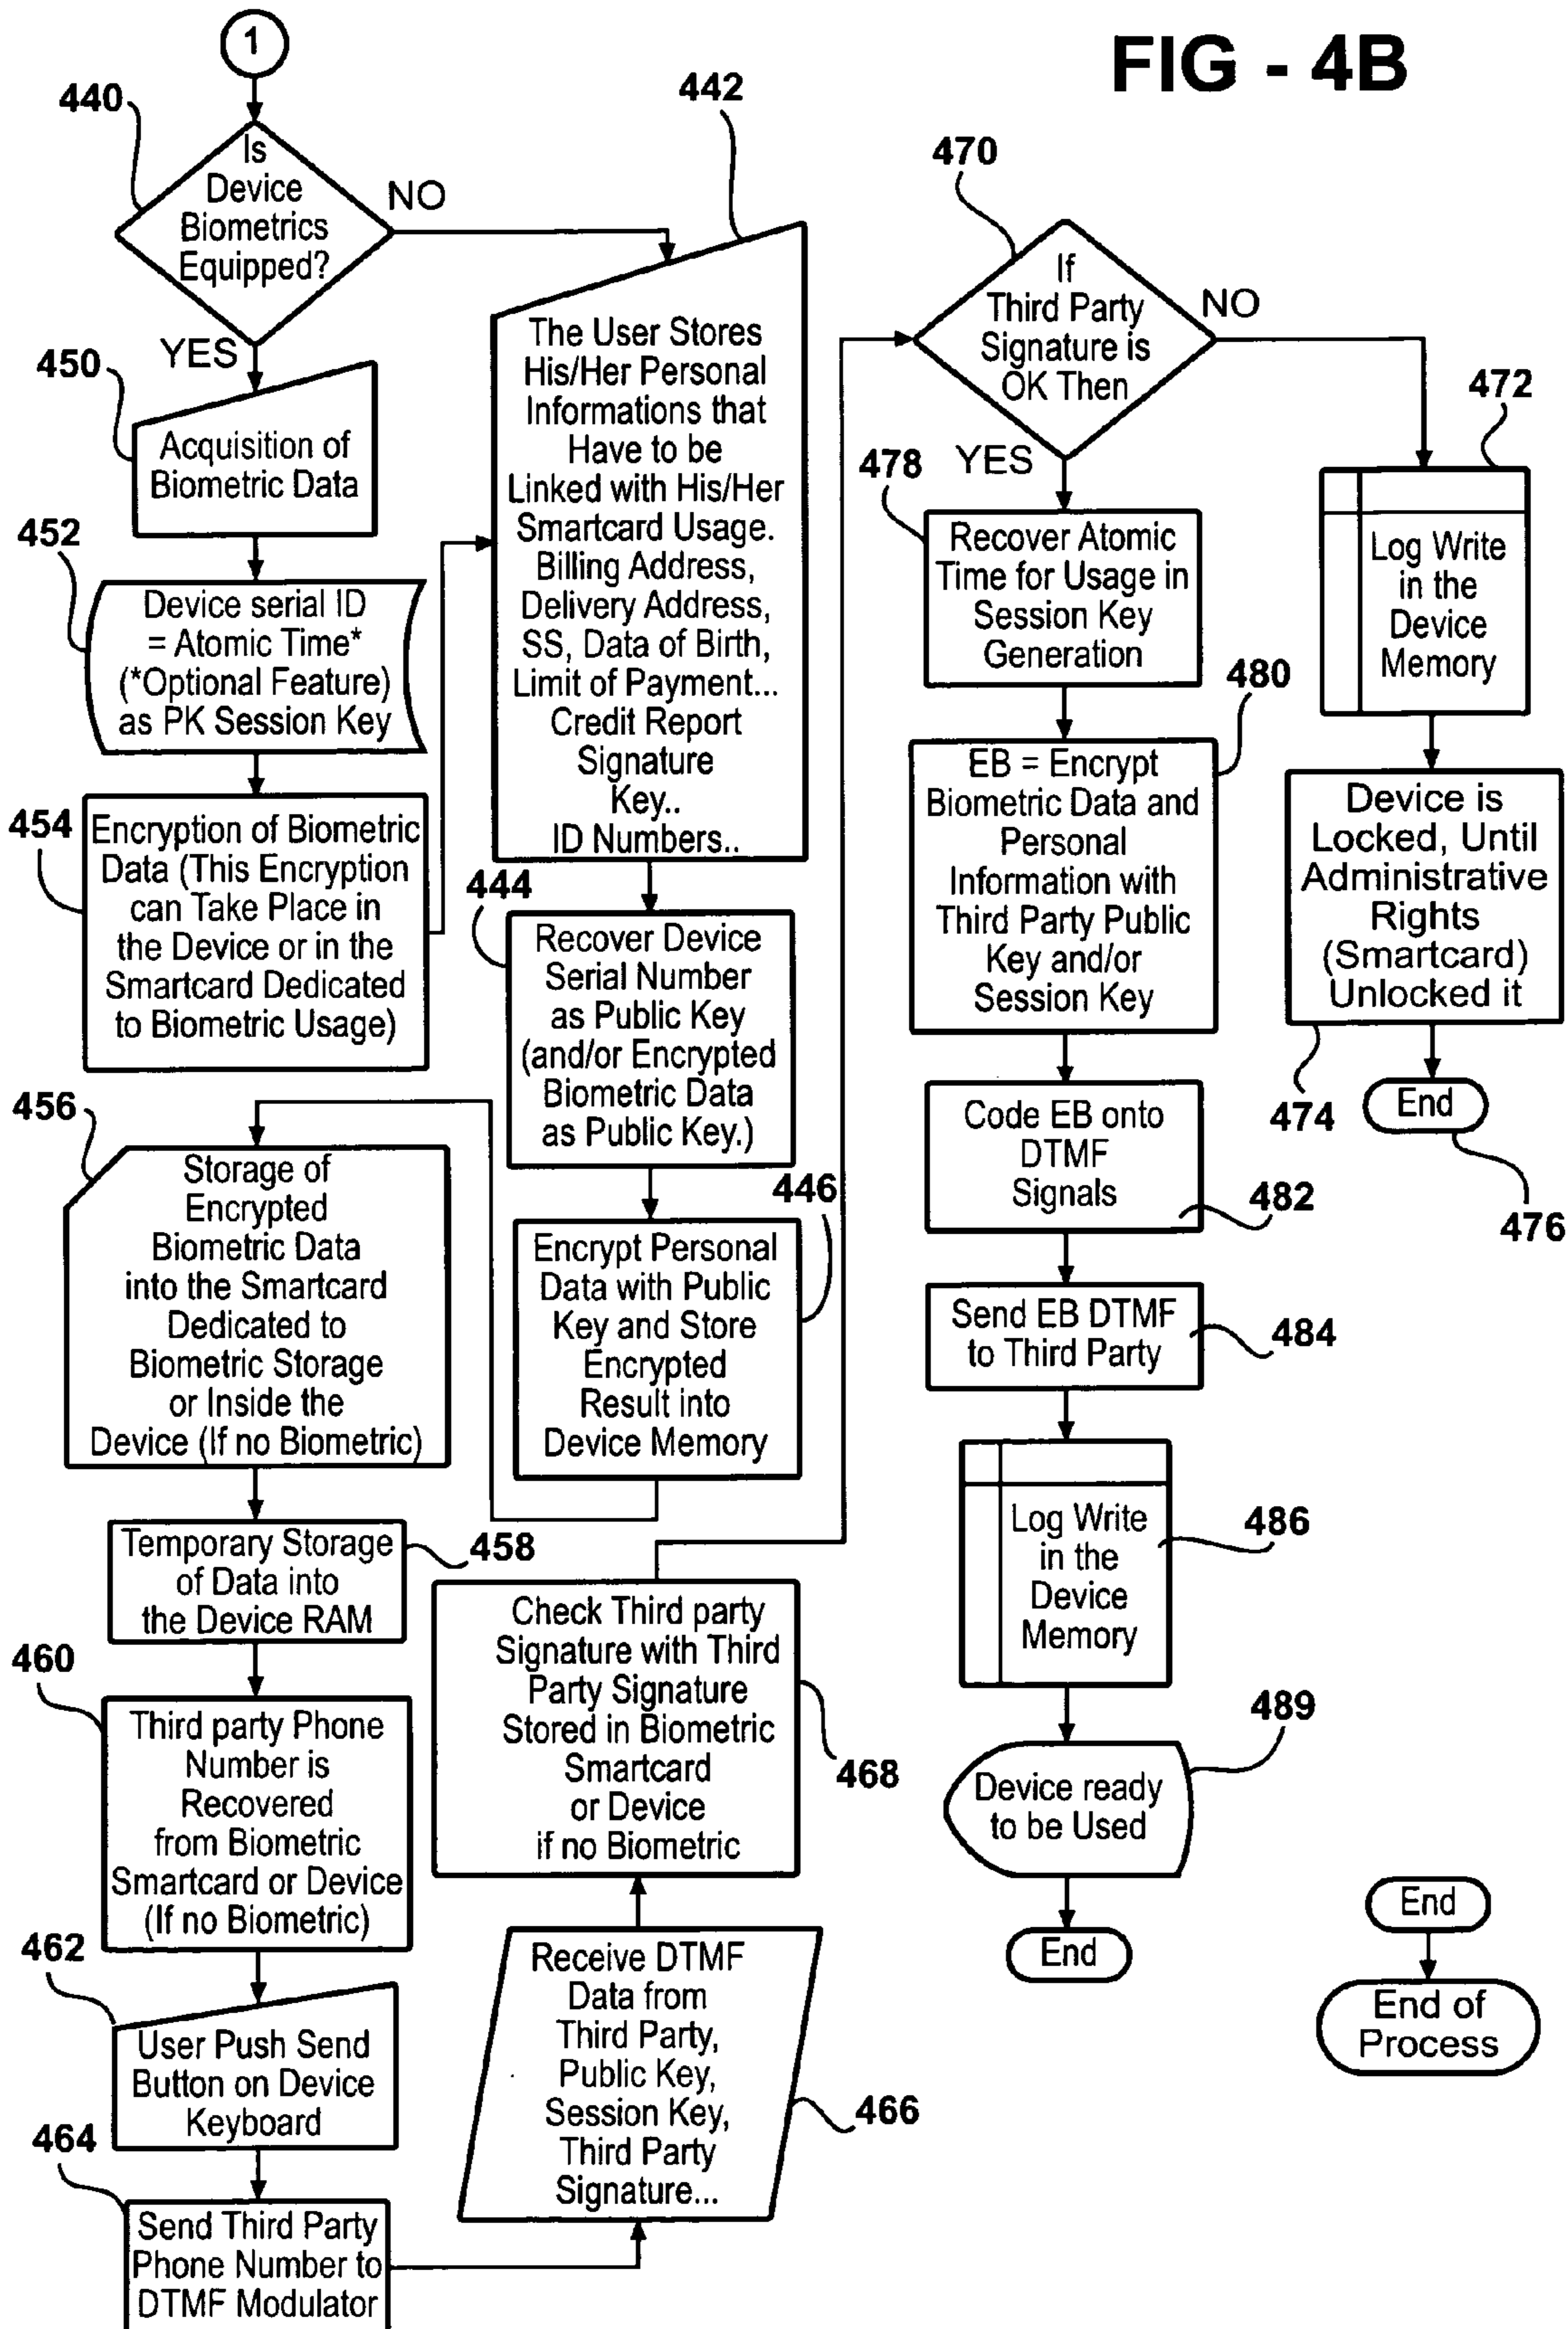 FIG - 4B
1
440
Is
Device
Biometrics
Equipped?
NO
YES
450
Acquisition of
Biometric Data
452
Device serial ID
= Atomic Time*
(*Optional Feature)
as PK Session Key
454
Encryption of Biometric
Data (This Encryption
can Take Place in
the Device or in the
Smartcard Dedicated
to Biometric Usage)
442
The User Stores
His/Her Personal
Informations that
Have to be
Linked with His/Her
Smartcard Usage.
Billing Address,
Delivery Address,
SS, Data of Birth,
Limit of Payment...
Credit Report
Signature
Key..
ID Numbers..
444
Recover Device
Serial Number
as Public Key
(and/or Encrypted
Biometric Data
as Public Key.)
446
Encrypt Personal
Data with Public
Key and Store
Encrypted
Result into
Device Memory
456
Storage of
Encrypted
Biometric Data
into the Smartcard
Dedicated to
Biometric Storage
or Inside the
Device (If no Biometric)
Temporary Storage
of Data into
the Device RAM
458
460
Third party Phone
Number is
Recovered
from Biometric
Smartcard or Device
(If no Biometric)
462
User Push Send
Button on Device
Keyboard
464
Send Third Party
Phone Number to
DTMF Modulator
Receive DTMF
Data from
Third Party,
Public Key,
Session Key,
Third Party
Signature...
466
Check Third party
Signature with Third
Party Signature
Stored in Biometric
Smartcard
or Device
if no Biometric
468
470
If
Third Party
Signature is
OK Then
NO
YES
472
Log Write
in the
Device
Memory
Device is
Locked, Until
Administrative
Rights
(Smartcard)
Unlocked it
474
End
476
478
Recover Atomic
Time for Usage in
Session Key
Generation
480
EB = Encrypt
Biometric Data and
Personal
Information with
Third Party Public
Key and/or
Session Key
Code EB onto
DTMF
Signals
482
Send EB DTMF
to Third Party
484
Log Write
in the
Device
Memory
486
489
Device ready
to be Used
End
End
End of
Process